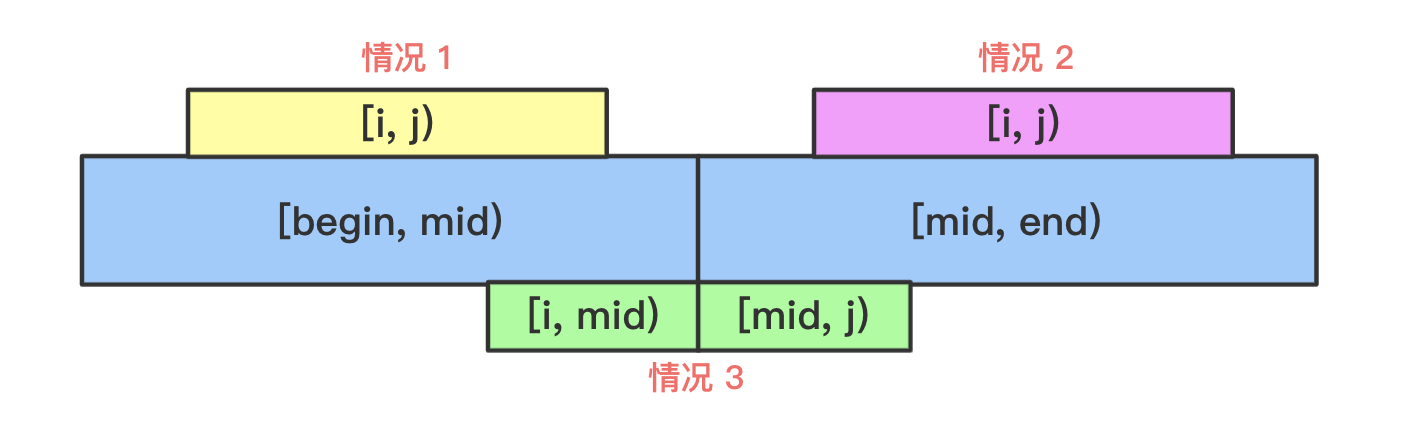 情况 1
情况 2
[i, j)
[i, j)
[begin, mid)
[mid, end)
[i, mid)
[mid, j)
情况 3